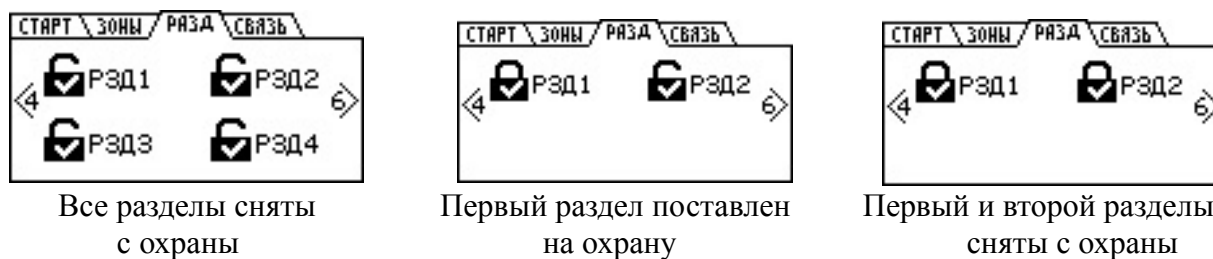 СТАРТ ЗОНЫ РАЗД СВЯЗЬ
РЗД1 РЗД2
4 6
РЗД3 РЗД4
Все разделы сняты
с охраны
СТАРТ ЗОНЫ РАЗД СВЯЗЬ
РЗД1 РЗД2
4 6
Первый раздел поставлен
на охрану
СТАРТ ЗОНЫ РАЗД СВЯЗЬ
РЗД1 РЗД2
4 6
Первый и второй разделы
сняты с охраны